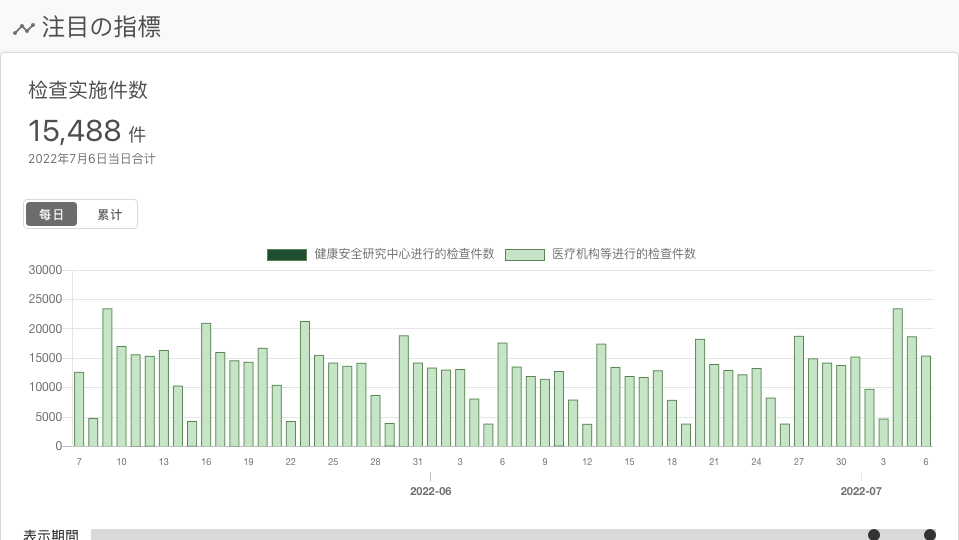 注目の指標
检查实施件数
15,488 件
2022年7月6日当日合计
每日 累计
健康安全研究中心进行的检查件数 医疗机构等进行的检查件数
30000
25000
20000
15000
10000
5000
0
7 10 13 16 19 22 25 28 31 3 6 9 12 15 18 21 24 27 30 3 6
2022-06 2022-07
表示期間